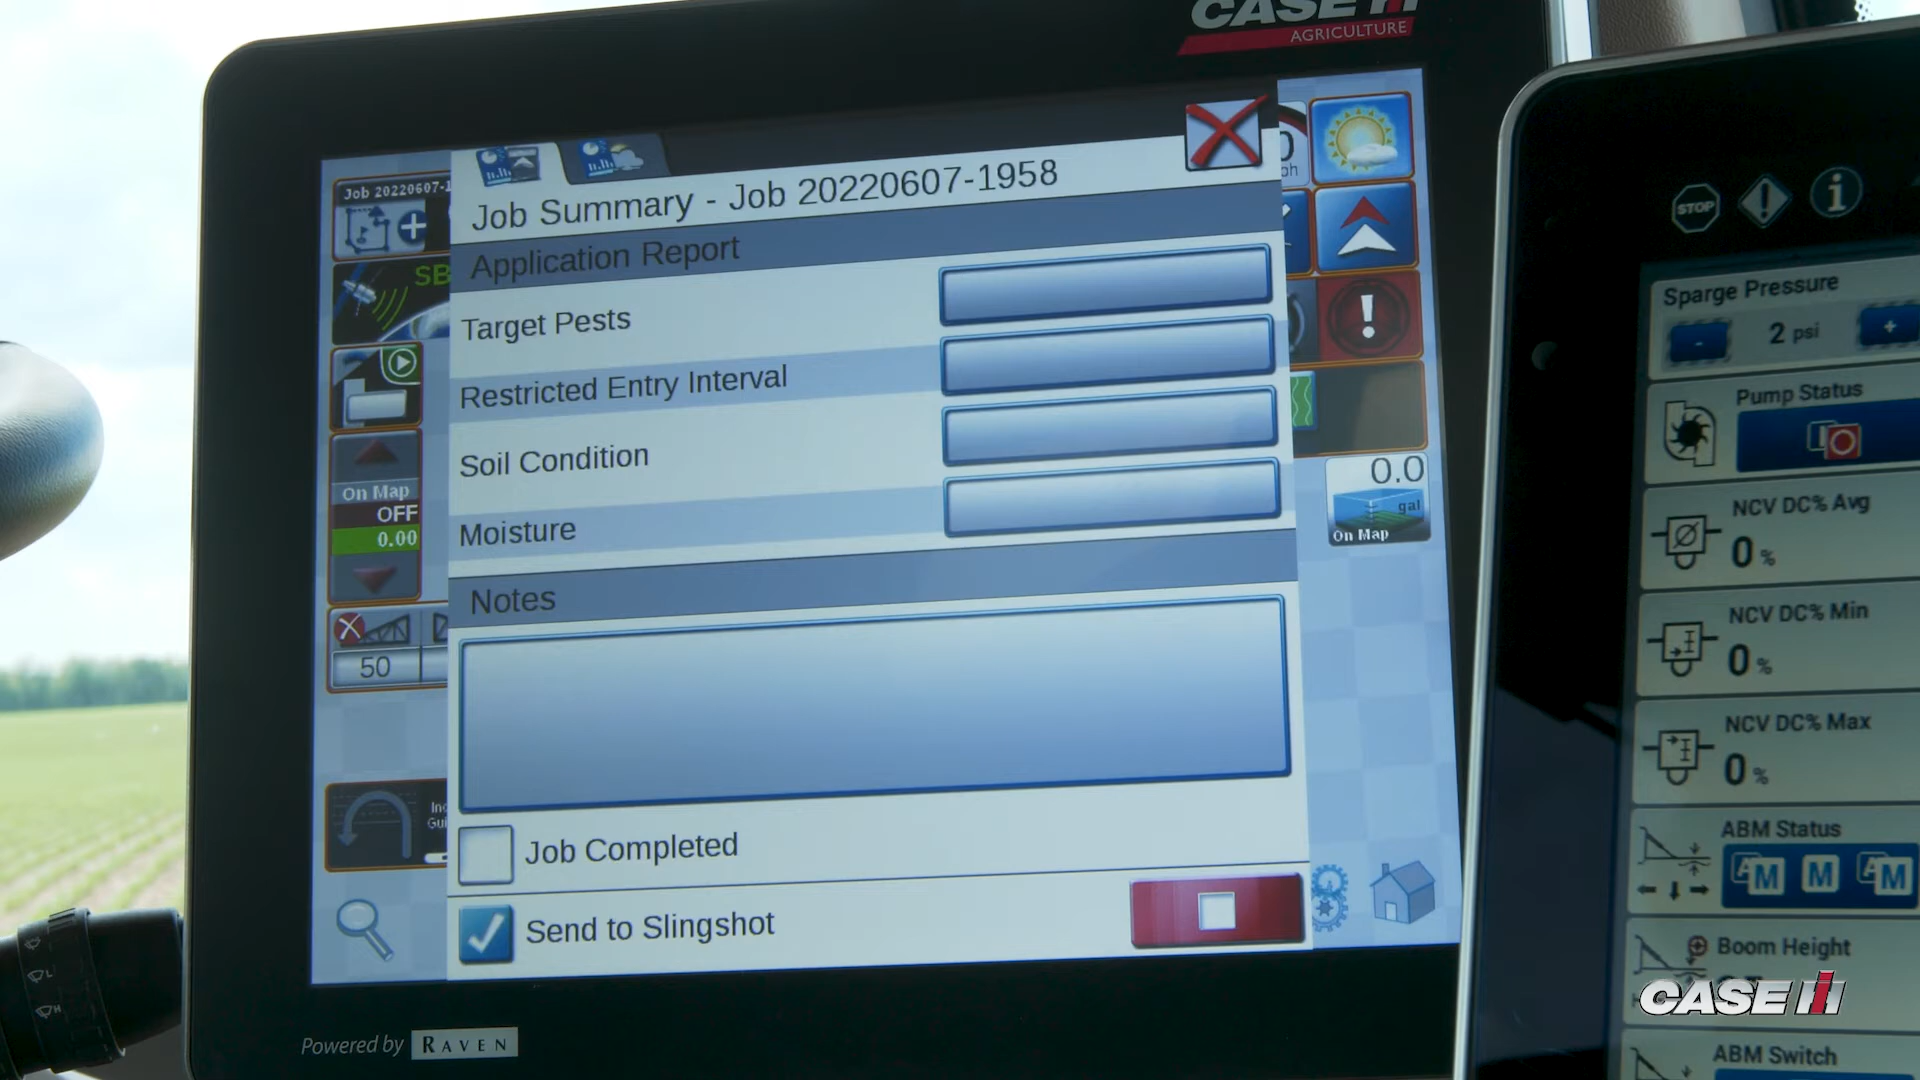 CASE IH
AGRICULTURE
Job 20220607-1
Job Summary - Job 20220607-1958
Application Report
Target Pests
Restricted Entry Interval
Soil Condition
Moisture
Notes
Job Completed
Send to Slingshot
SB
On Map
OFF
0.00
50
0.0
gal
On Map
Powered by RAVEN
STOP
Sparge Pressure
- 2 psi +
Pump Status
NCV DC% Avg
0 %
NCV DC% Min
0 %
NCV DC% Max
0 %
ABM Status
AM M AM
Boom Height
ABM Switch
CASE IH